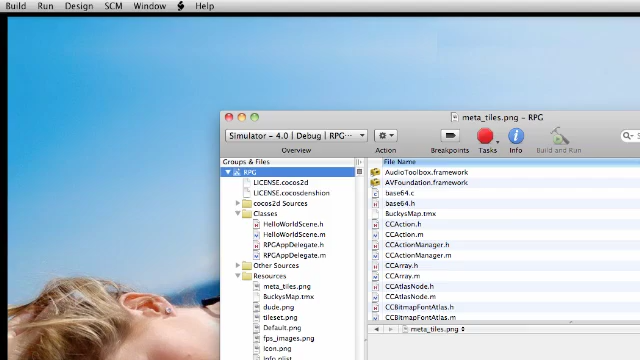 Build Run Design SCM Window Help
meta_tiles.png - RPG
Simulator - 4.0 | Debug | RPG...
Overview Action Breakpoints Tasks Info Build and Run
Groups & Files
RPG
LICENSE.cocos2d
LICENSE.cocosdenshion
cocos2d Sources
Classes
HelloWorldScene.h
HelloWorldScene.m
RPGAppDelegate.h
RPGAppDelegate.m
Other Sources
Resources
meta_tiles.png
BuckysMap.tmx
dude.png
tileset.png
Default.png
fps_images.png
Icon.png
Info.plist
File Name
AudioToolbox.framework
AVFoundation.framework
base64.c
base64.h
BuckysMap.tmx
CCAction.h
CCAction.m
CCActionManager.h
CCActionManager.m
CCArray.h
CCArray.m
CCAtlasNode.h
CCAtlasNode.m
CCBitmapFontAtlas.h
CCBitmapFontAtlas.m
meta_tiles.png